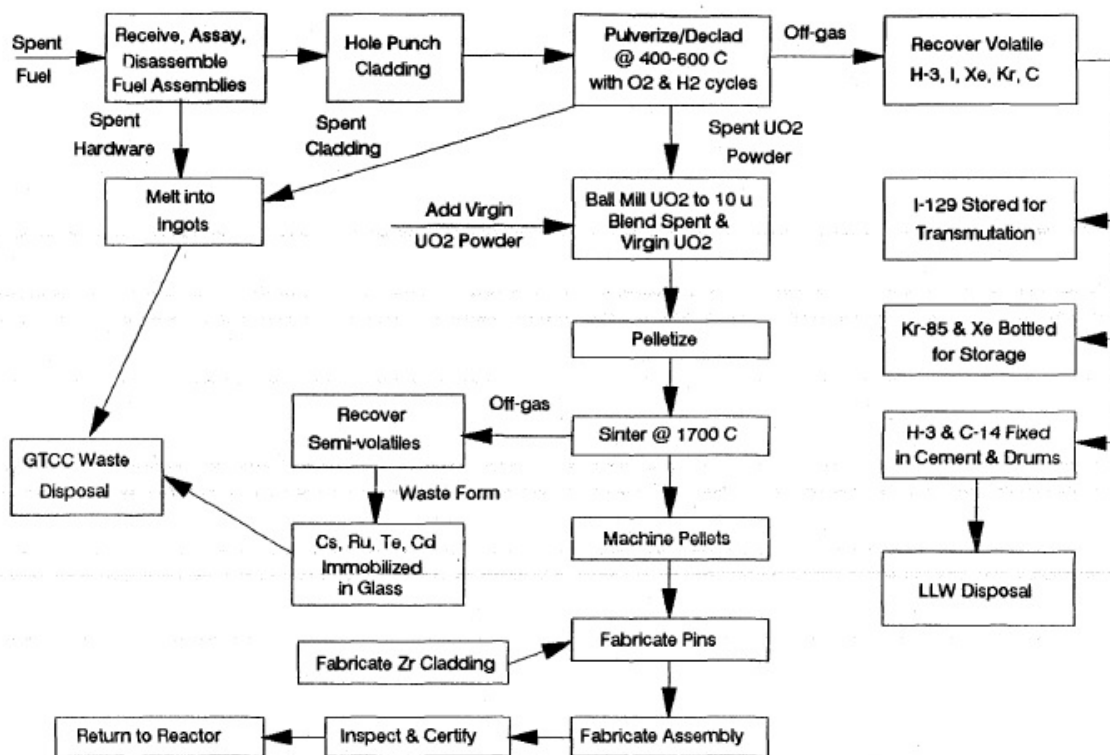 Spent
Fuel
Receive, Assay,
Disassemble
Fuel Assemblies
Hole Punch
Cladding
Pulverize/Declad
@ 400-600 C
with O2 & H2 cycles
Off-gas
Recover Volatile
H-3, I, Xe, Kr, C
Spent
Hardware
Spent
Cladding
Spent UO2
Powder
Melt into
Ingots
Add Virgin
UO2 Powder
Ball Mill UO2 to 10 u
Blend Spent &
Virgin UO2
I-129 Stored for
Transmutation
Pelletize
Kr-85 & Xe Bottled
for Storage
Recover
Semi-volatiles
Off-gas
Sinter @ 1700 C
H-3 & C-14 Fixed
in Cement & Drums
GTCC Waste
Disposal
Waste Form
Cs, Ru, Te, Cd
Immobilized
in Glass
Machine Pellets
LLW Disposal
Fabricate Zr Cladding
Fabricate Pins
Return to Reactor
Inspect & Certify
Fabricate Assembly